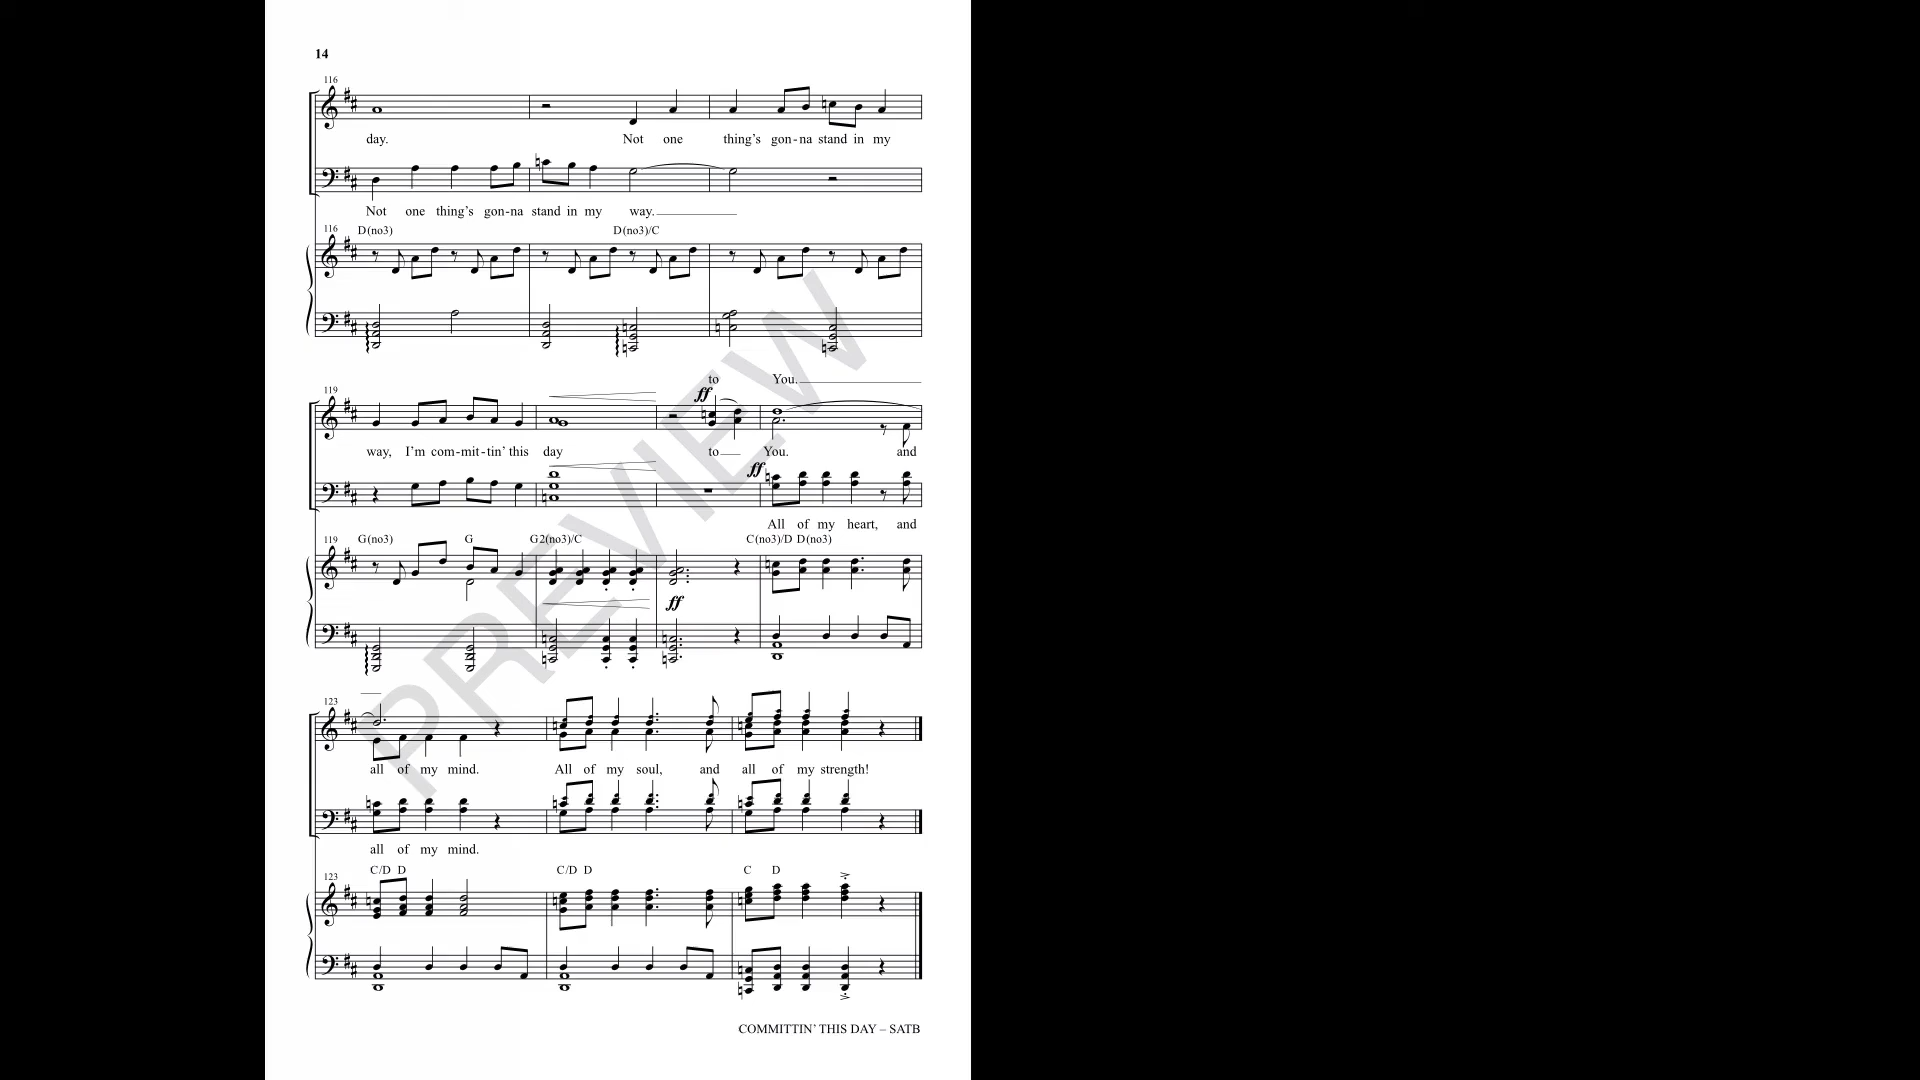 14
116
day. Not one thing's gon-na stand in my
Not one thing's gon-na stand in my way.
116 D(no3) D(no3)/C
to You.
119 ff
way, I'm com-mit-tin' this day to You. and
ff
All of my heart, and
119 G(no3) G G2(no3)/C C(no3)/D D(no3)
ff
123
all of my mind. All of my soul, and all of my strength!
all of my mind.
123 C/D D C/D D C D
COMMITTIN' THIS DAY – SATB
PREVIEW